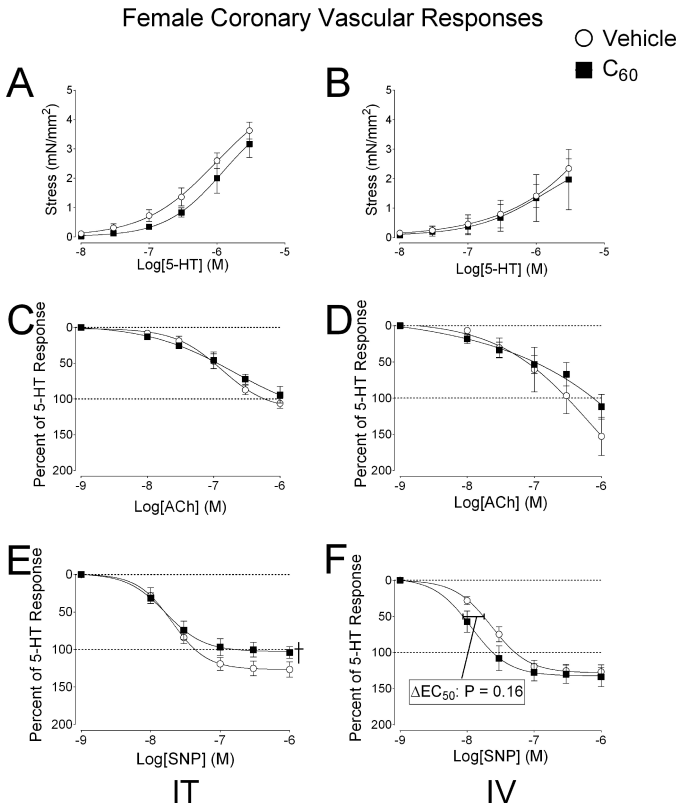 Female Coronary Vascular Responses
Vehicle
C60
A
B
Stress (mN/mm²)
5
4
3
2
1
0
-8
-7
-6
-5
Log[5-HT] (M)
Stress (mN/mm²)
5
4
3
2
1
0
-8
-7
-6
-5
Log[5-HT] (M)
C
D
Percent of 5-HT Response
0
50
100
150
200
-9
-8
-7
-6
Log[ACh] (M)
Percent of 5-HT Response
0
50
100
150
200
-9
-8
-7
-6
Log[ACh] (M)
E
F
Percent of 5-HT Response
0
50
100
150
200
-9
-8
-7
-6
Log[SNP] (M)
Percent of 5-HT Response
0
50
100
150
200
ΔEC50: P = 0.16
-9
-8
-7
-6
Log[SNP] (M)
IT
IV